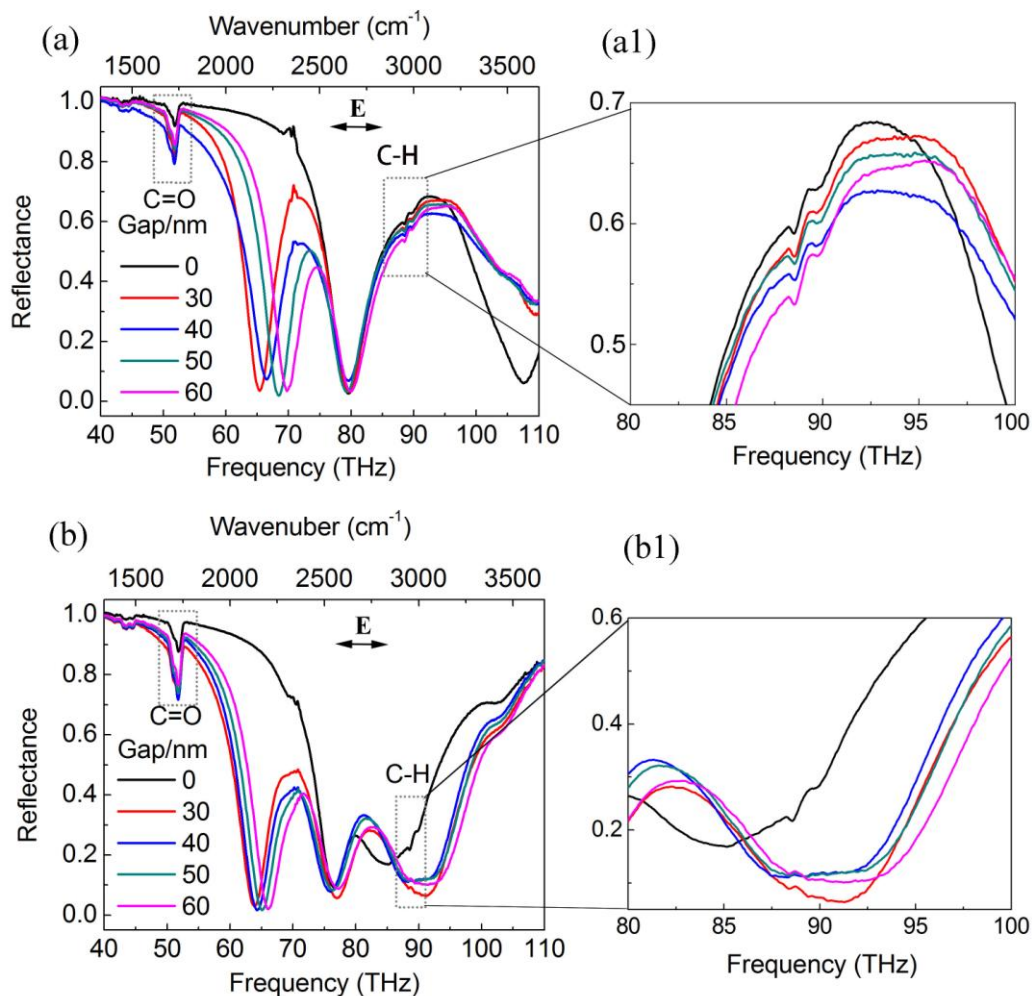 (a)
Wavenumber (cm⁻¹)
1500 2000 2500 3000 3500
1.0
0.8
0.6
0.4
0.2
0.0
Reflectance
E
C-H
C=O
Gap/nm
0
30
40
50
60
40 50 60 70 80 90 100 110
Frequency (THz)
(a1)
0.7
0.6
0.5
80 85 90 95 100
Frequency (THz)
(b)
Wavenuber (cm⁻¹)
1500 2000 2500 3000 3500
1.0
0.8
0.6
0.4
0.2
0.0
Reflectance
E
C=O
C-H
Gap/nm
0
30
40
50
60
40 50 60 70 80 90 100 110
Frequency (THz)
(b1)
0.6
0.4
0.2
80 85 90 95 100
Frequency (THz)